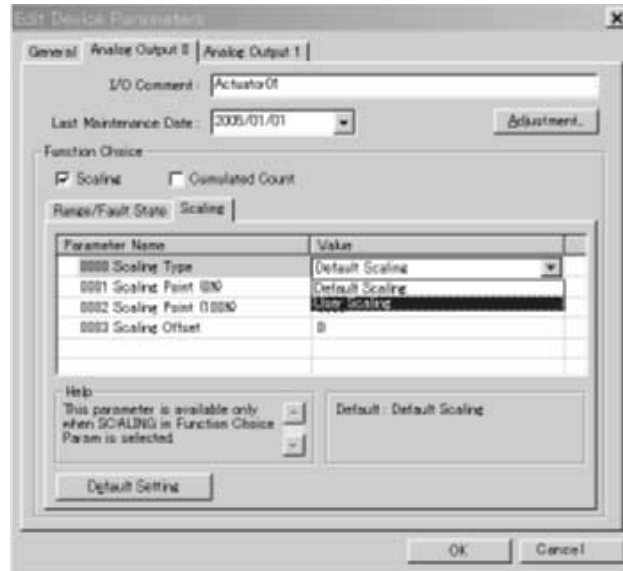 Edit Device Parameters
General Analog Output 0 Analog Output 1
I/O Comment : Actuator01
Last Maintenance Date : 2005/01/01 Adjustment..
Function Choice
Scaling Cumulated Count
Range/Fault State Scaling
Parameter Name Value
0000 Scaling Type Default Scaling
0001 Scaling Point (0%) Default Scaling
User Scaling
0002 Scaling Point (100%)
0003 Scaling Offset 0
Help
This parameter is available only
when SCALING in Function Choice
Param is selected
Default : Default Scaling
Default Setting
OK Cancel